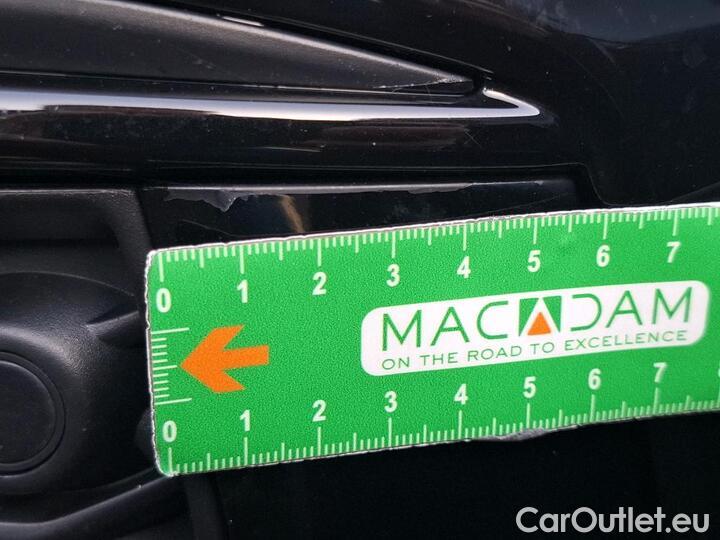 0 1 2 3 4 5 6 7
MACADAM
ON THE ROAD TO EXCELLENCE
0 1 2 3 4 5 6 7
CarOutlet.eu